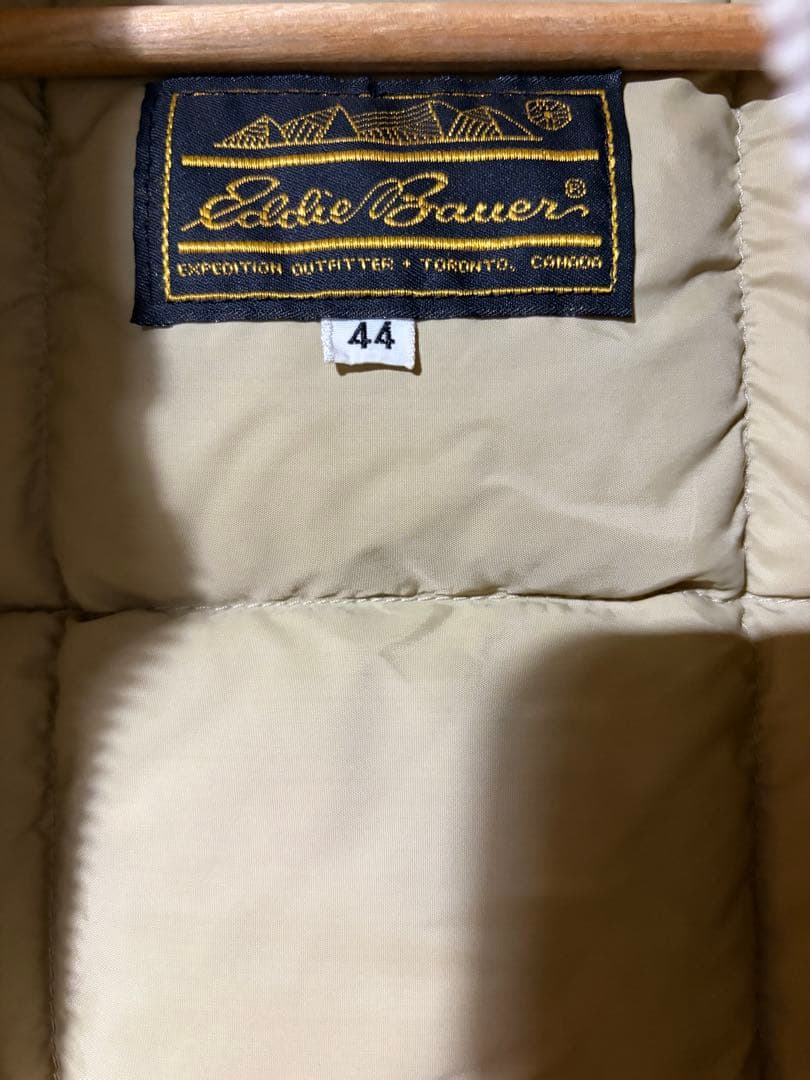 Eddie Bauer®
EXPEDITION OUTFITTER + TORONTO, CANADA
44